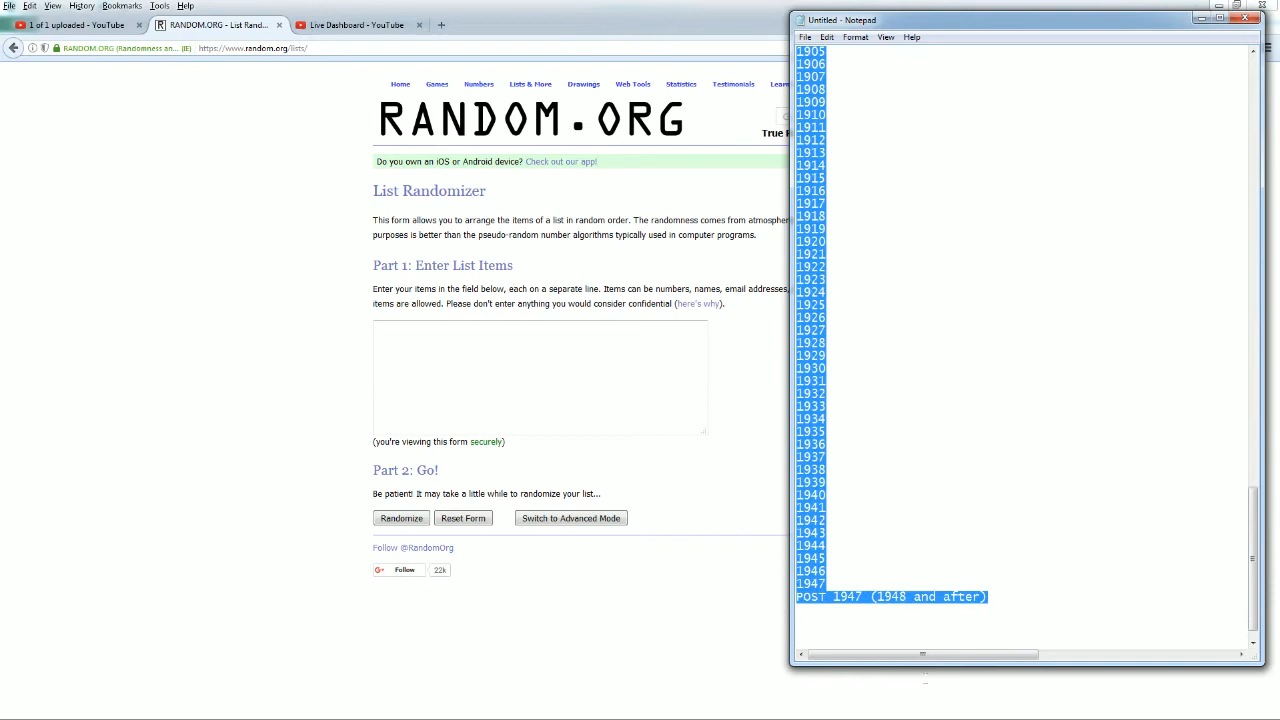 File Edit View History Bookmarks Tools Help
1 of 1 uploaded - YouTube × RANDOM.ORG - List Rand... × Live Dashboard - YouTube × +
RANDOM.ORG (Randomness an... (IE) https://www.random.org/lists/
Home Games Numbers Lists & More Drawings Web Tools Statistics Testimonials Learn
RANDOM.ORG
True
Do you own an iOS or Android device? Check out our app!
List Randomizer
This form allows you to arrange the items of a list in random order. The randomness comes from atmospher
purposes is better than the pseudo-random number algorithms typically used in computer programs.
Part 1: Enter List Items
Enter your items in the field below, each on a separate line. Items can be numbers, names, email addresses,
items are allowed. Please don't enter anything you would consider confidential (here's why).
(you're viewing this form securely)
Part 2: Go!
Be patient! It may take a little while to randomize your list...
Randomize Reset Form Switch to Advanced Mode
Follow @RandomOrg
G+ Follow 22k
Untitled - Notepad
File Edit Format View Help
1905
1906
1907
1908
1909
1910
1911
1912
1913
1914
1915
1916
1917
1918
1919
1920
1921
1922
1923
1924
1925
1926
1927
1928
1929
1930
1931
1932
1933
1934
1935
1936
1937
1938
1939
1940
1941
1942
1943
1944
1945
1946
1947
POST 1947 (1948 and after)